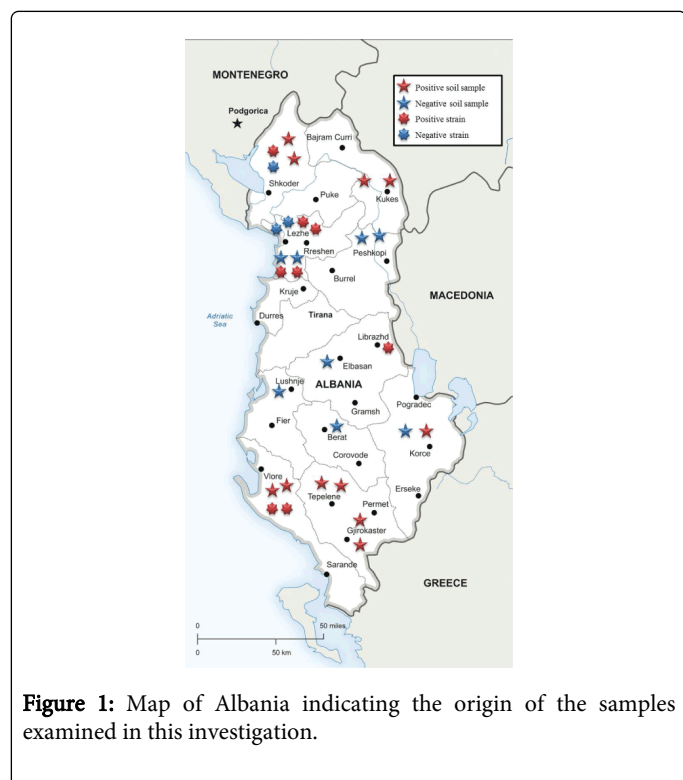 MONTENEGRO
Podgorica
Positive soil sample
Negative soil sample
Positive strain
Negative strain
Bajram Curri
Shkoder
Puke
Kukes
Lezhe
Rreshen
Peshkopi
Burrel
Kruje
MACEDONIA
Adriatic
Sea
Durres
Tirana
Librazhd
Elbasan
Lushnje
ALBANIA
Gramsh
Pogradec
Fier
Berat
Korce
Corovode
Vlore
Erseke
Tepelene
Permet
Gjirokaster
Sarande
GREECE
0 50 miles
0 50 km
Figure 1: Map of Albania indicating the origin of the samples
examined in this investigation.